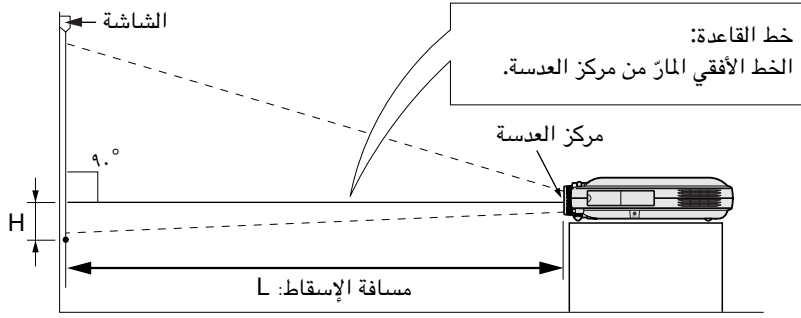 الشاشة
خط القاعدة:
الخط الأفقي المارّ من مركز العدسة.
مركز العدسة
٩٠°
H
مسافة الإسقاط: L